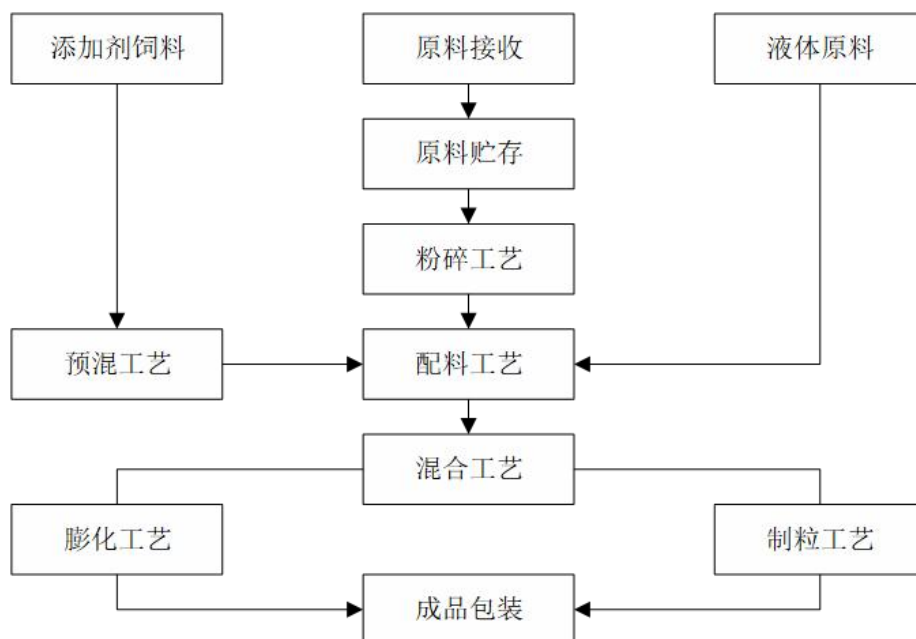 添加剂饲料
原料接收
液体原料
原料贮存
粉碎工艺
预混工艺
配料工艺
混合工艺
膨化工艺
制粒工艺
成品包装